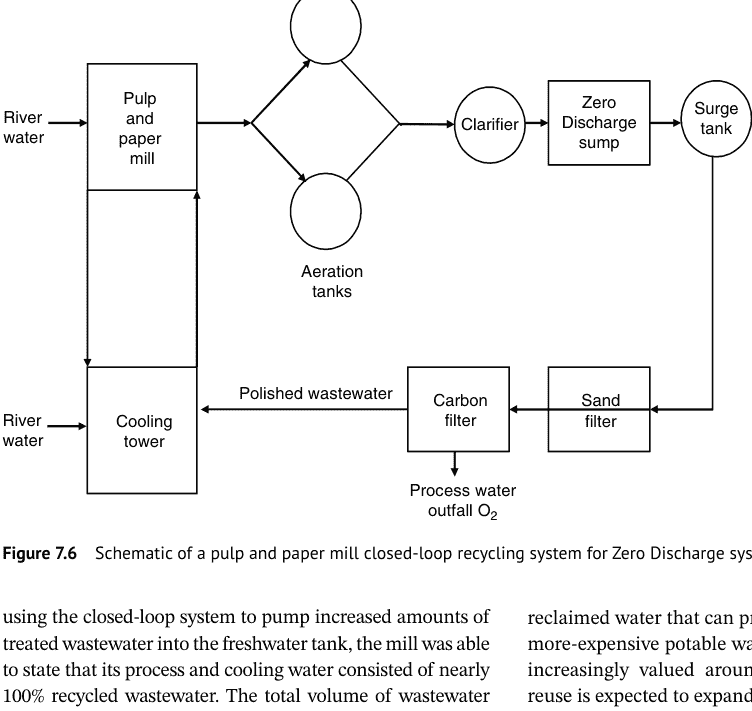 River
water
Pulp
and
paper
mill
Aeration
tanks
Clarifier
Zero
Discharge
sump
Surge
tank
River
water
Cooling
tower
Polished wastewater
Carbon
filter
Sand
filter
Process water
outfall O2
Figure 7.6 Schematic of a pulp and paper mill closed-loop recycling system for Zero Discharge sys
using the closed-loop system to pump increased amounts of
treated wastewater into the freshwater tank, the mill was able
to state that its process and cooling water consisted of nearly
100% recycled wastewater. The total volume of wastewater
reclaimed water that can pr
more-expensive potable wa
increasingly valued aroun
reuse is expected to expand